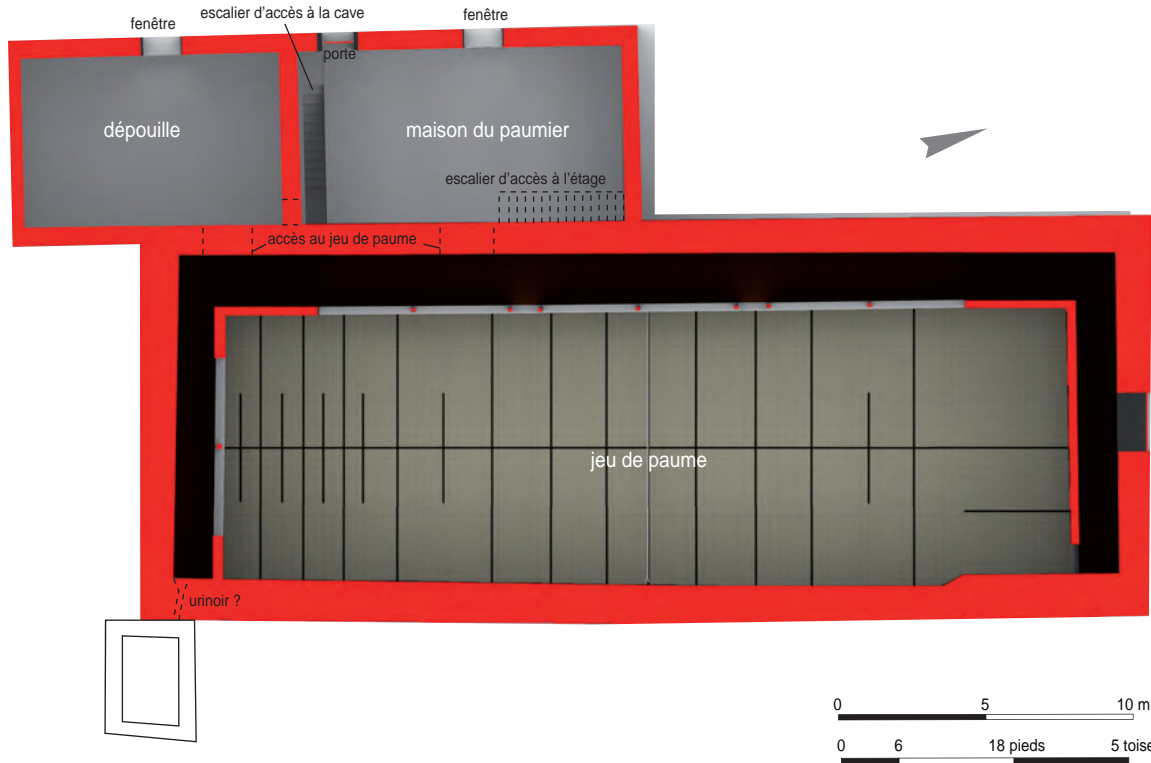 escalier d'accès à la cave
fenêtre
fenêtre
porte
dépouille
maison du paumier
escalier d'accès à l'étage
accès au jeu de paume
jeu de paume
urinoir ?
0 5 10 m
0 6 18 pieds 5 toise